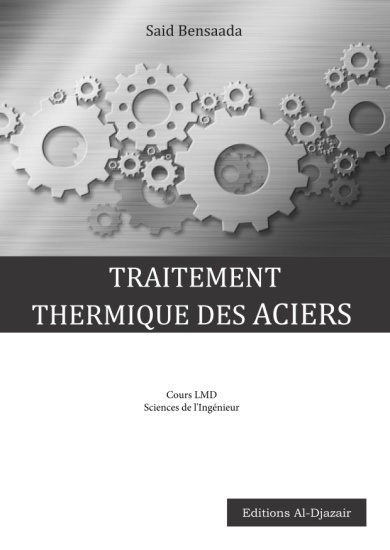 Said Bensaada
TRAITEMENT
THERMIQUE DES ACIERS
Cours LMD
Sciences de l'Ingénieur
Editions Al-Djazair